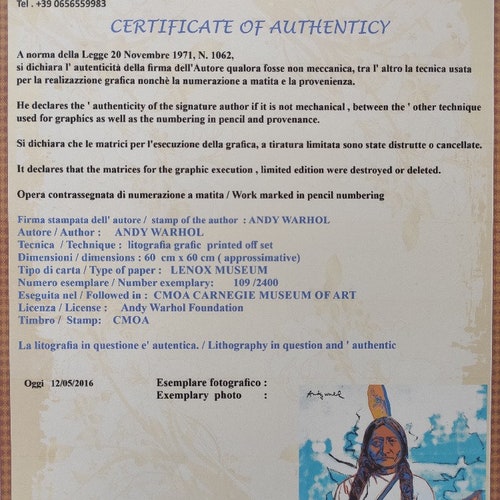 Tel . +39 0656559983
CERTIFICATE OF AUTHENTICY
A norma della Legge 20 Novembre 1971, N. 1062,
si dichiara l' autenticità della firma dell'Autore qualora fosse non meccanica, tra l' altro la tecnica usata
per la realizazzione grafica nonchè la numerazione a matita e la provenienza.
He declares the ' authenticity of the signature author if it is not mechanical , between the ' other technique
used for graphics as well as the numbering in pencil and provenance.
Si dichiara che le matrici per l'esecuzione della grafica, a tiratura limitata sono state distrutte o cancellate.
It declares that the matrices for the graphic execution , limited edition were destroyed or deleted.
Opera contrassegnata di numerazione a matita / Work marked in pencil numbering
Firma stampata dell' autore / stamp of the author : ANDY WARHOL
Autore / Author : ANDY WARHOL
Tecnica / Technique : litografia grafic printed off set
Dimensioni / dimensions : 60 cm x 60 cm ( approssimative)
Tipo di carta / Type of paper : LENOX MUSEUM
Numero esemplare / Number exemplary: 109 /2400
Eseguita nel / Followed in : CMOA CARNEGIE MUSEUM OF ART
Licenza / License : Andy Warhol Foundation
Timbro / Stamp: CMOA
La litografia in questione e' autentica. / Lithography in question and ' authentic
Oggi 12/05/2016 Esemplare fotografico :
Exemplary photo :
Andy Warhol